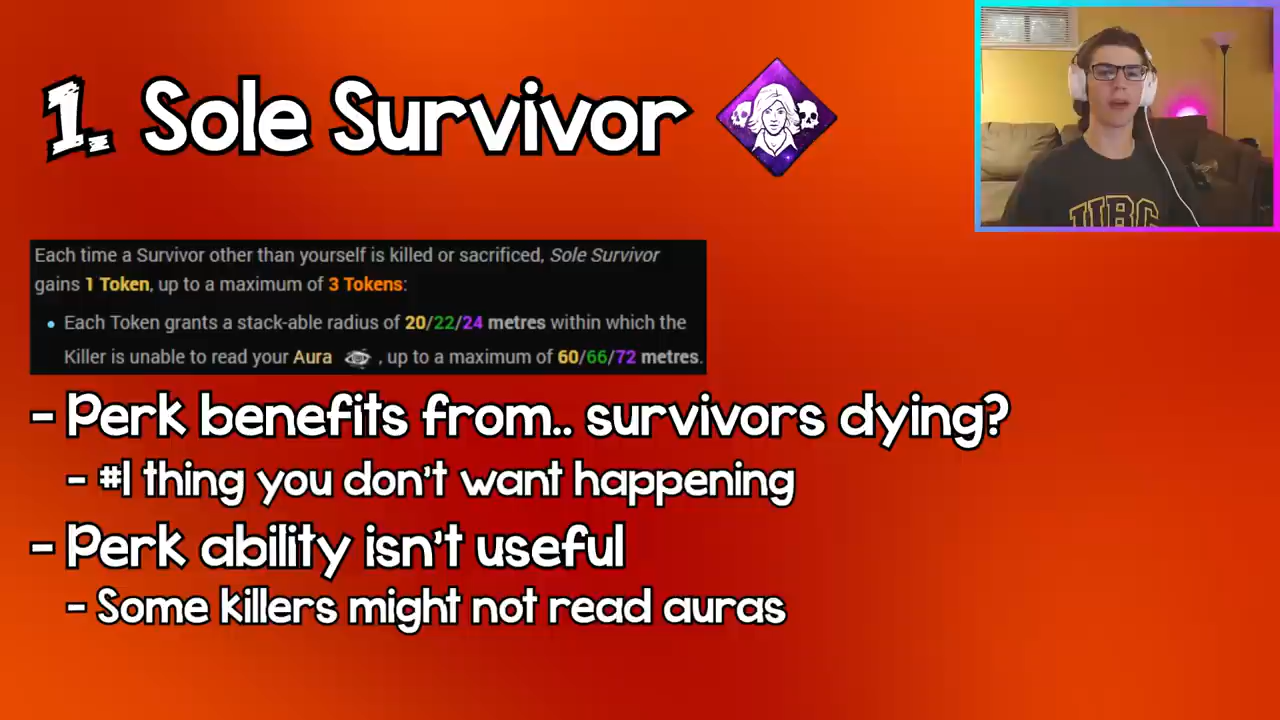 1. Sole Survivor
Each time a Survivor other than yourself is killed or sacrificed, Sole Survivor
gains 1 Token, up to a maximum of 3 Tokens:
• Each Token grants a stack-able radius of 20/22/24 metres within which the
Killer is unable to read your Aura , up to a maximum of 60/66/72 metres.
- Perk benefits from.. survivors dying?
- #1 thing you don't want happening
- Perk ability isn't useful
- Some killers might not read auras
UBC